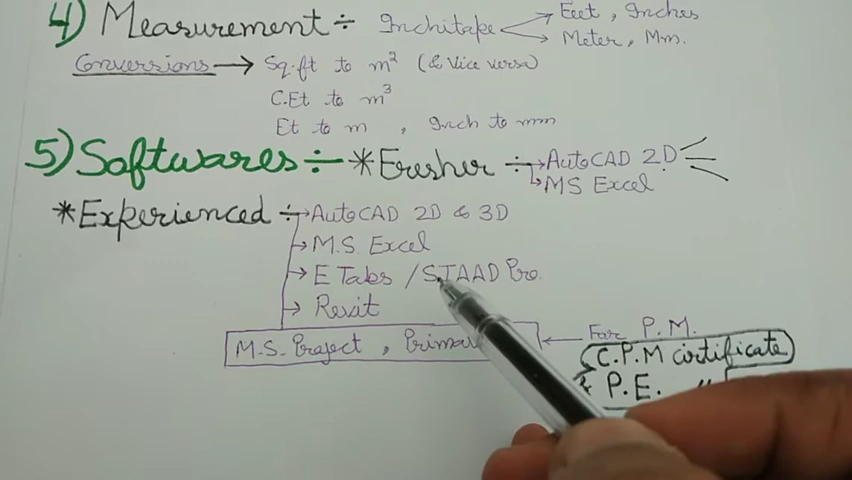 4) Measurement ÷ Inchitape Feet, Inches
Meter, Mm.
Conversions → Sq.ft to m² (& vice versa)
C.Ft to m³
Ft to m , Inch to mm
5) Softwares ÷ *Fresher ÷ AutoCAD 2D
MS Excel
*Experienced ÷ AutoCAD 2D & 3D
M.S. Excel
E Tabs / STAAD Pro.
Revit
M.S. Project , ← For P.M.
C.P.M certificate
& P.E. "